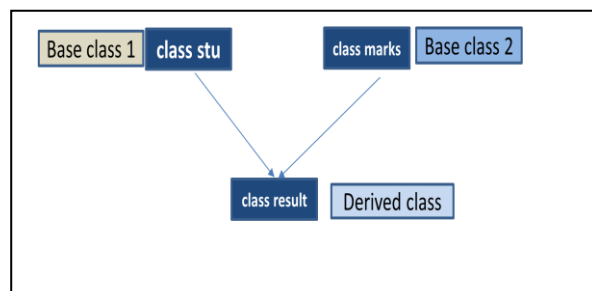 Base class 1
class stu
class marks
Base class 2
class result
Derived class